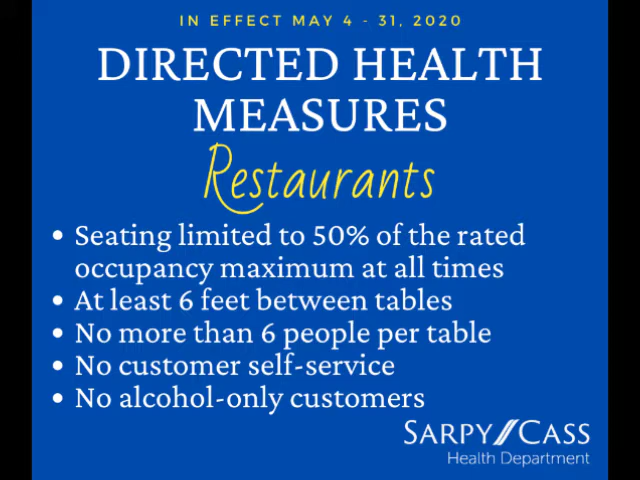 IN EFFECT MAY 4 - 31, 2020
DIRECTED HEALTH
MEASURES
Restaurants
• Seating limited to 50% of the rated
occupancy maximum at all times
• At least 6 feet between tables
• No more than 6 people per table
• No customer self-service
• No alcohol-only customers
SARPY//CASS
Health Department